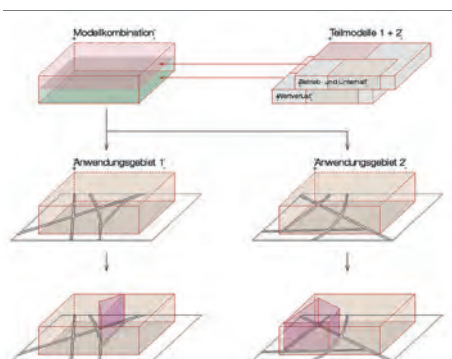 Modellkombination
Teilmodelle 1 + 2
Betrieb- und Unterhalt
Wertverlust
Anwendungsgebiet 1
Anwendungsgebiet 2